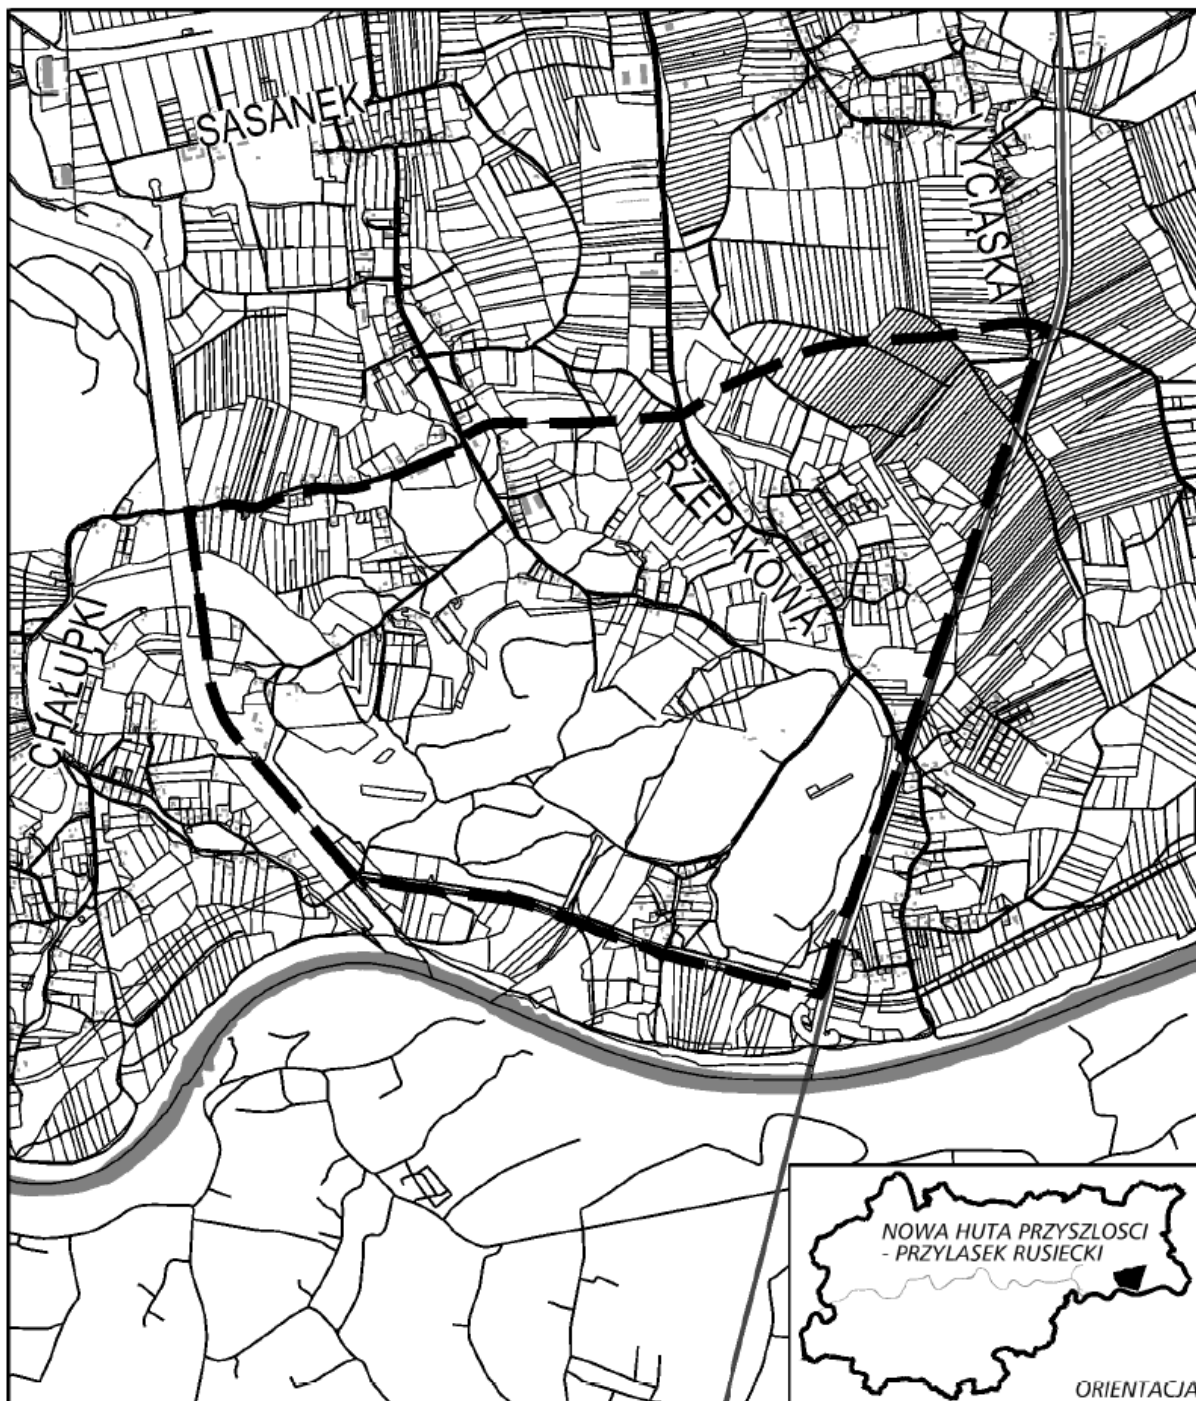 SASANEK
WYCIĄSKA
RZEPAKOWA
CHAŁUPKI
NOWA HUTA PRZYSZLOSCI
- PRZYLASEK RUSIECKI
ORIENTACJA